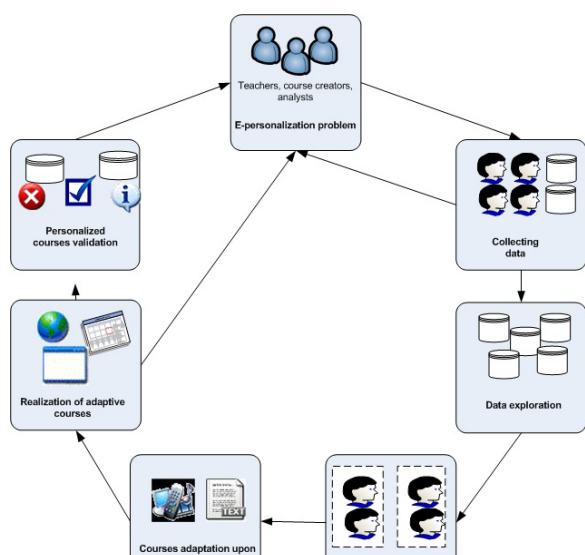 Teachers, course creators,
analysts
E-personalization problem
Personalized
courses validation
Collecting
data
Realization of adaptive
courses
Data exploration
TEXT
Courses adaptation upon